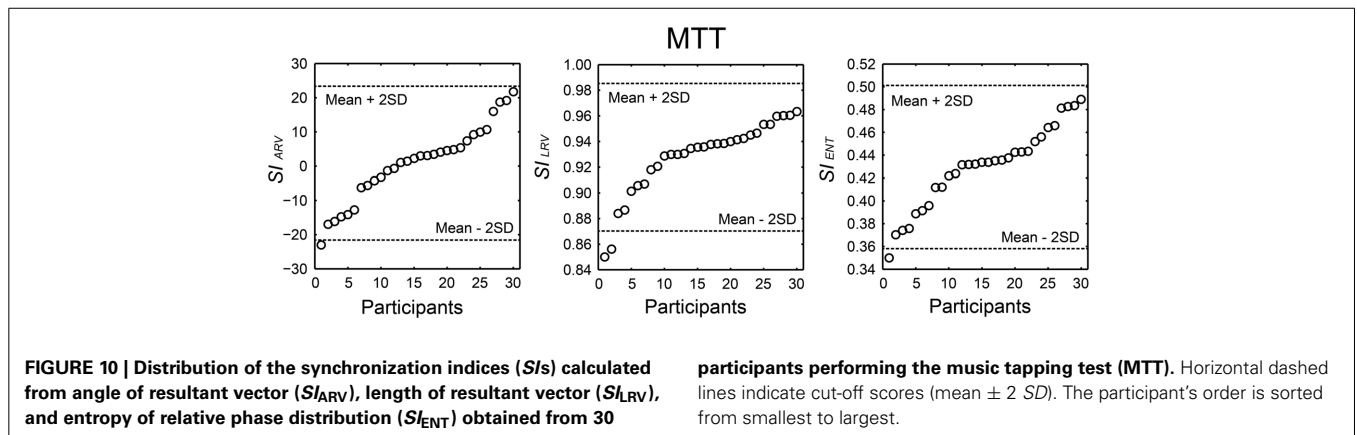 MTT
30
20
10
0
−10
−20
−30
SI ARV
Mean + 2SD
Mean - 2SD
0 5 10 15 20 25 30
Participants
1.00
0.98
0.96
0.94
0.92
0.90
0.88
0.86
0.84
SI LRV
Mean + 2SD
Mean - 2SD
0 5 10 15 20 25 30
Participants
0.52
0.50
0.48
0.44
0.40
0.36
0.34
SI ENT
Mean + 2SD
Mean - 2SD
0 5 10 15 20 25 30
Participants
FIGURE 10 | Distribution of the synchronization indices (SIs) calculated
from angle of resultant vector (SIARV), length of resultant vector (SILRV),
and entropy of relative phase distribution (SIENT) obtained from 30
participants performing the music tapping test (MTT). Horizontal dashed
lines indicate cut-off scores (mean ± 2 SD). The participant's order is sorted
from smallest to largest.